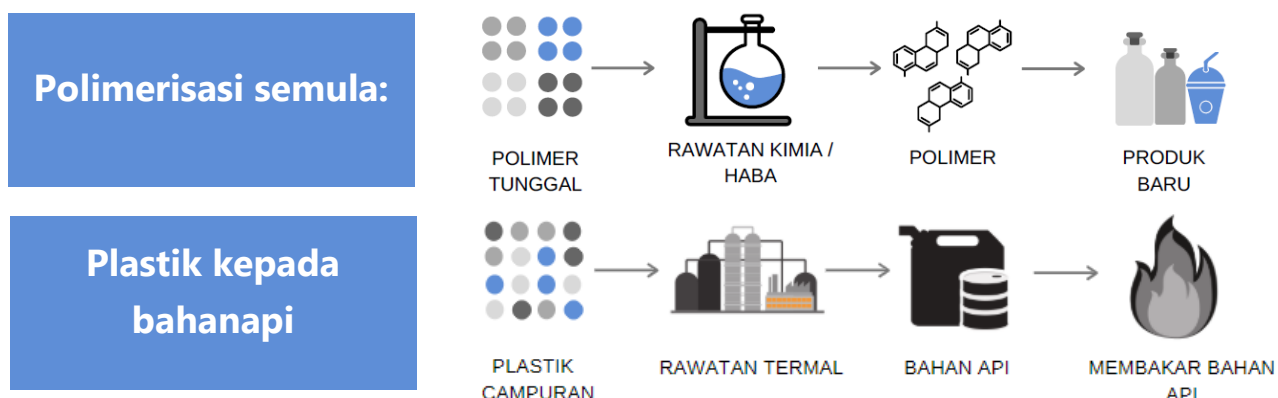 Polimerisasi semula:
POLIMER
TUNGGAL
RAWATAN KIMIA /
HABA
POLIMER
PRODUK
BARU
Plastik kepada
bahanapi
PLASTIK
CAMPURAN
RAWATAN TERMAL
BAHAN API
MEMBAKAR BAHAN
API